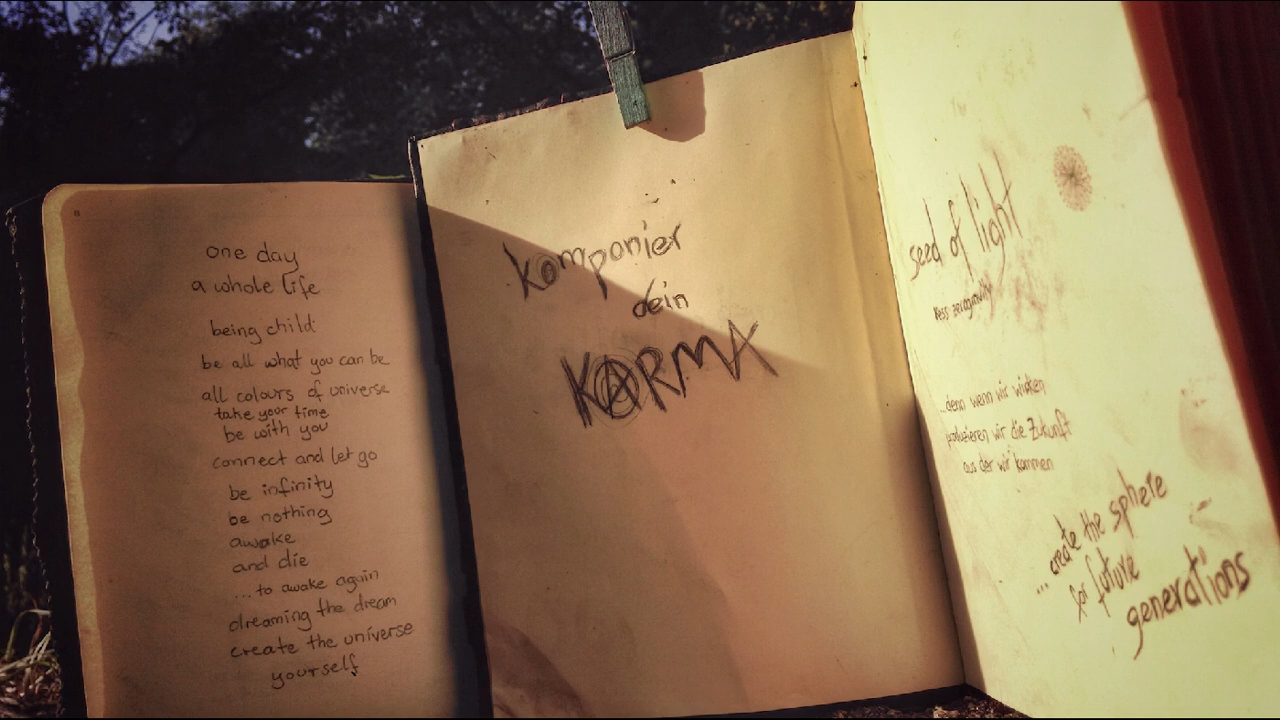 one day
a whole life
being child
be all what you can be
all colours of universe
take your time
be with you
connect and let go
be infinity
be nothing
awake
and die
...to awake again
dreaming the dream
create the universe
yourself
komponier
dein
KARMA
seed of light
kess zerogravity
...denn wenn wir wirken
produzieren wir die Zukunft
aus der wir kommen
... create the sphere
for future
generations